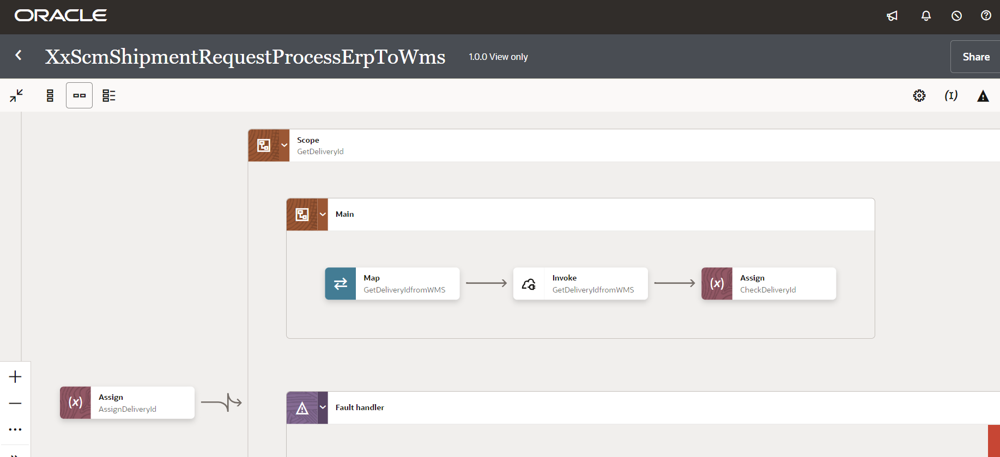 ORACLE
XxScmShipmentRequestProcessErpToWms
1.0.0 View only
Share
Scope
GetDeliveryId
Main
Map
GetDeliveryIdfromWMS
Invoke
GetDeliveryIdfromWMS
(x)
Assign
CheckDeliveryId
(x)
Assign
AssignDeliveryId
Fault handler